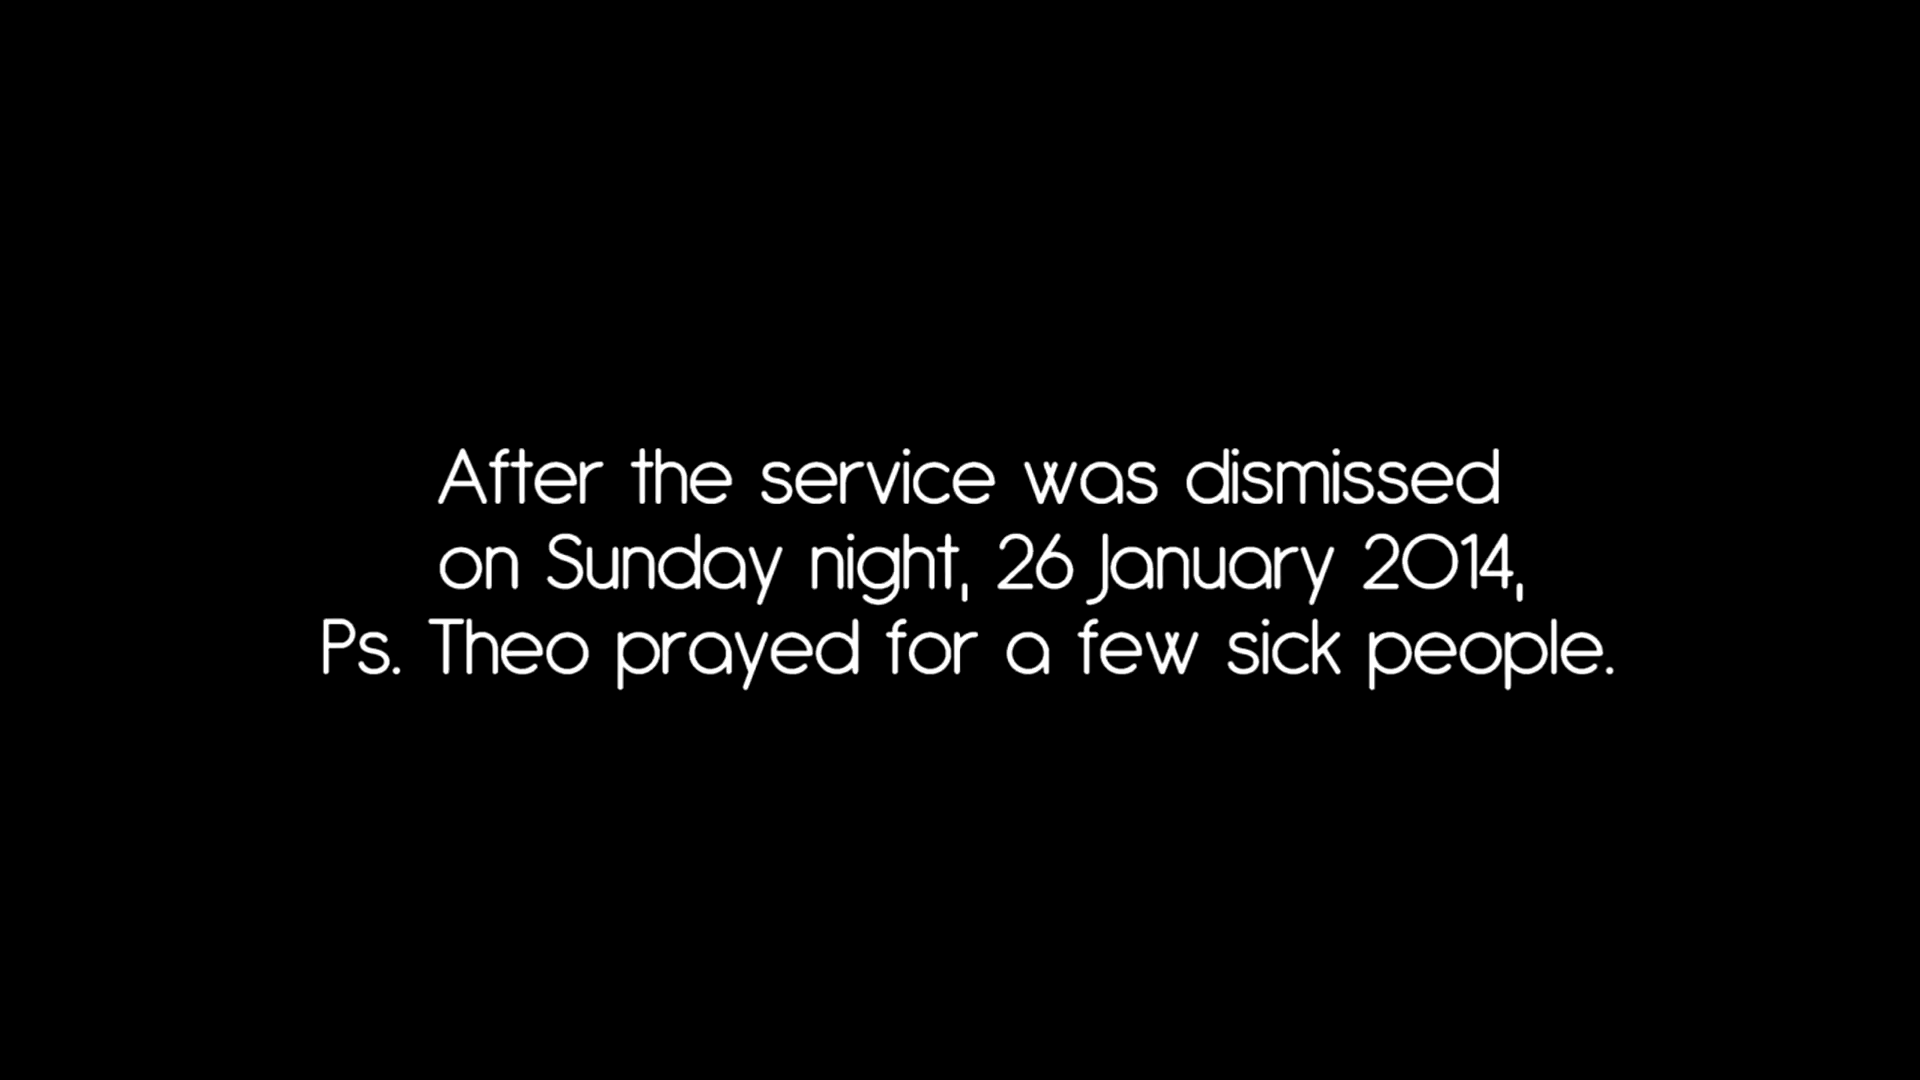 After the service was dismissed
on Sunday night, 26 January 2014,
Ps. Theo prayed for a few sick people.